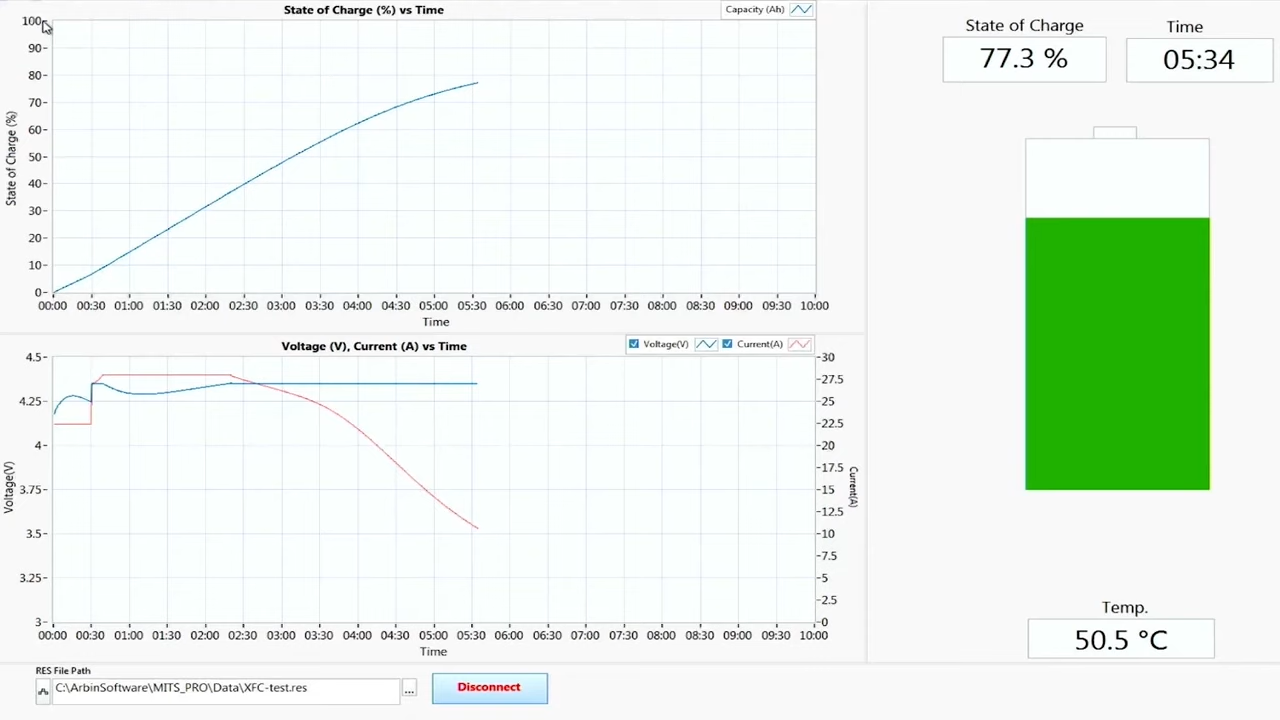 State of Charge (%) vs Time
Capacity (Ah)
100
90
80
70
60
50
40
30
20
10
0
State of Charge (%)
00:00 00:30 01:00 01:30 02:00 02:30 03:00 03:30 04:00 04:30 05:00 05:30 06:00 06:30 07:00 07:30 08:00 08:30 09:00 09:30 10:00
Time
Voltage (V), Current (A) vs Time
Voltage(V) Current(A)
4.5
4.25
4
3.75
3.5
3.25
3
Voltage(V)
30
27.5
25
22.5
20
17.5
15
12.5
10
7.5
5
2.5
0
Current(A)
00:00 00:30 01:00 01:30 02:00 02:30 03:00 03:30 04:00 04:30 05:00 05:30 06:00 06:30 07:00 07:30 08:00 08:30 09:00 09:30 10:00
Time
RES File Path
C:\ArbinSoftware\MITS_PRO\Data\XFC-test.res
...
Disconnect
State of Charge
77.3 %
Time
05:34
Temp.
50.5 °C